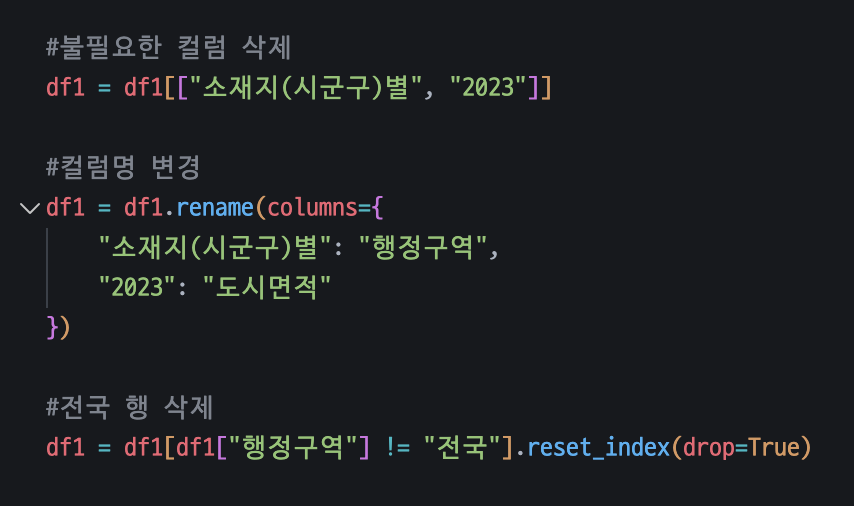 #불필요한 컬럼 삭제
df1 = df1[["소재지(시군구)별", "2023"]]
#컬럼명 변경
df1 = df1.rename(columns={
"소재지(시군구)별": "행정구역",
"2023": "도시면적"
})
#전국 행 삭제
df1 = df1[df1["행정구역"] != "전국"].reset_index(drop=True)